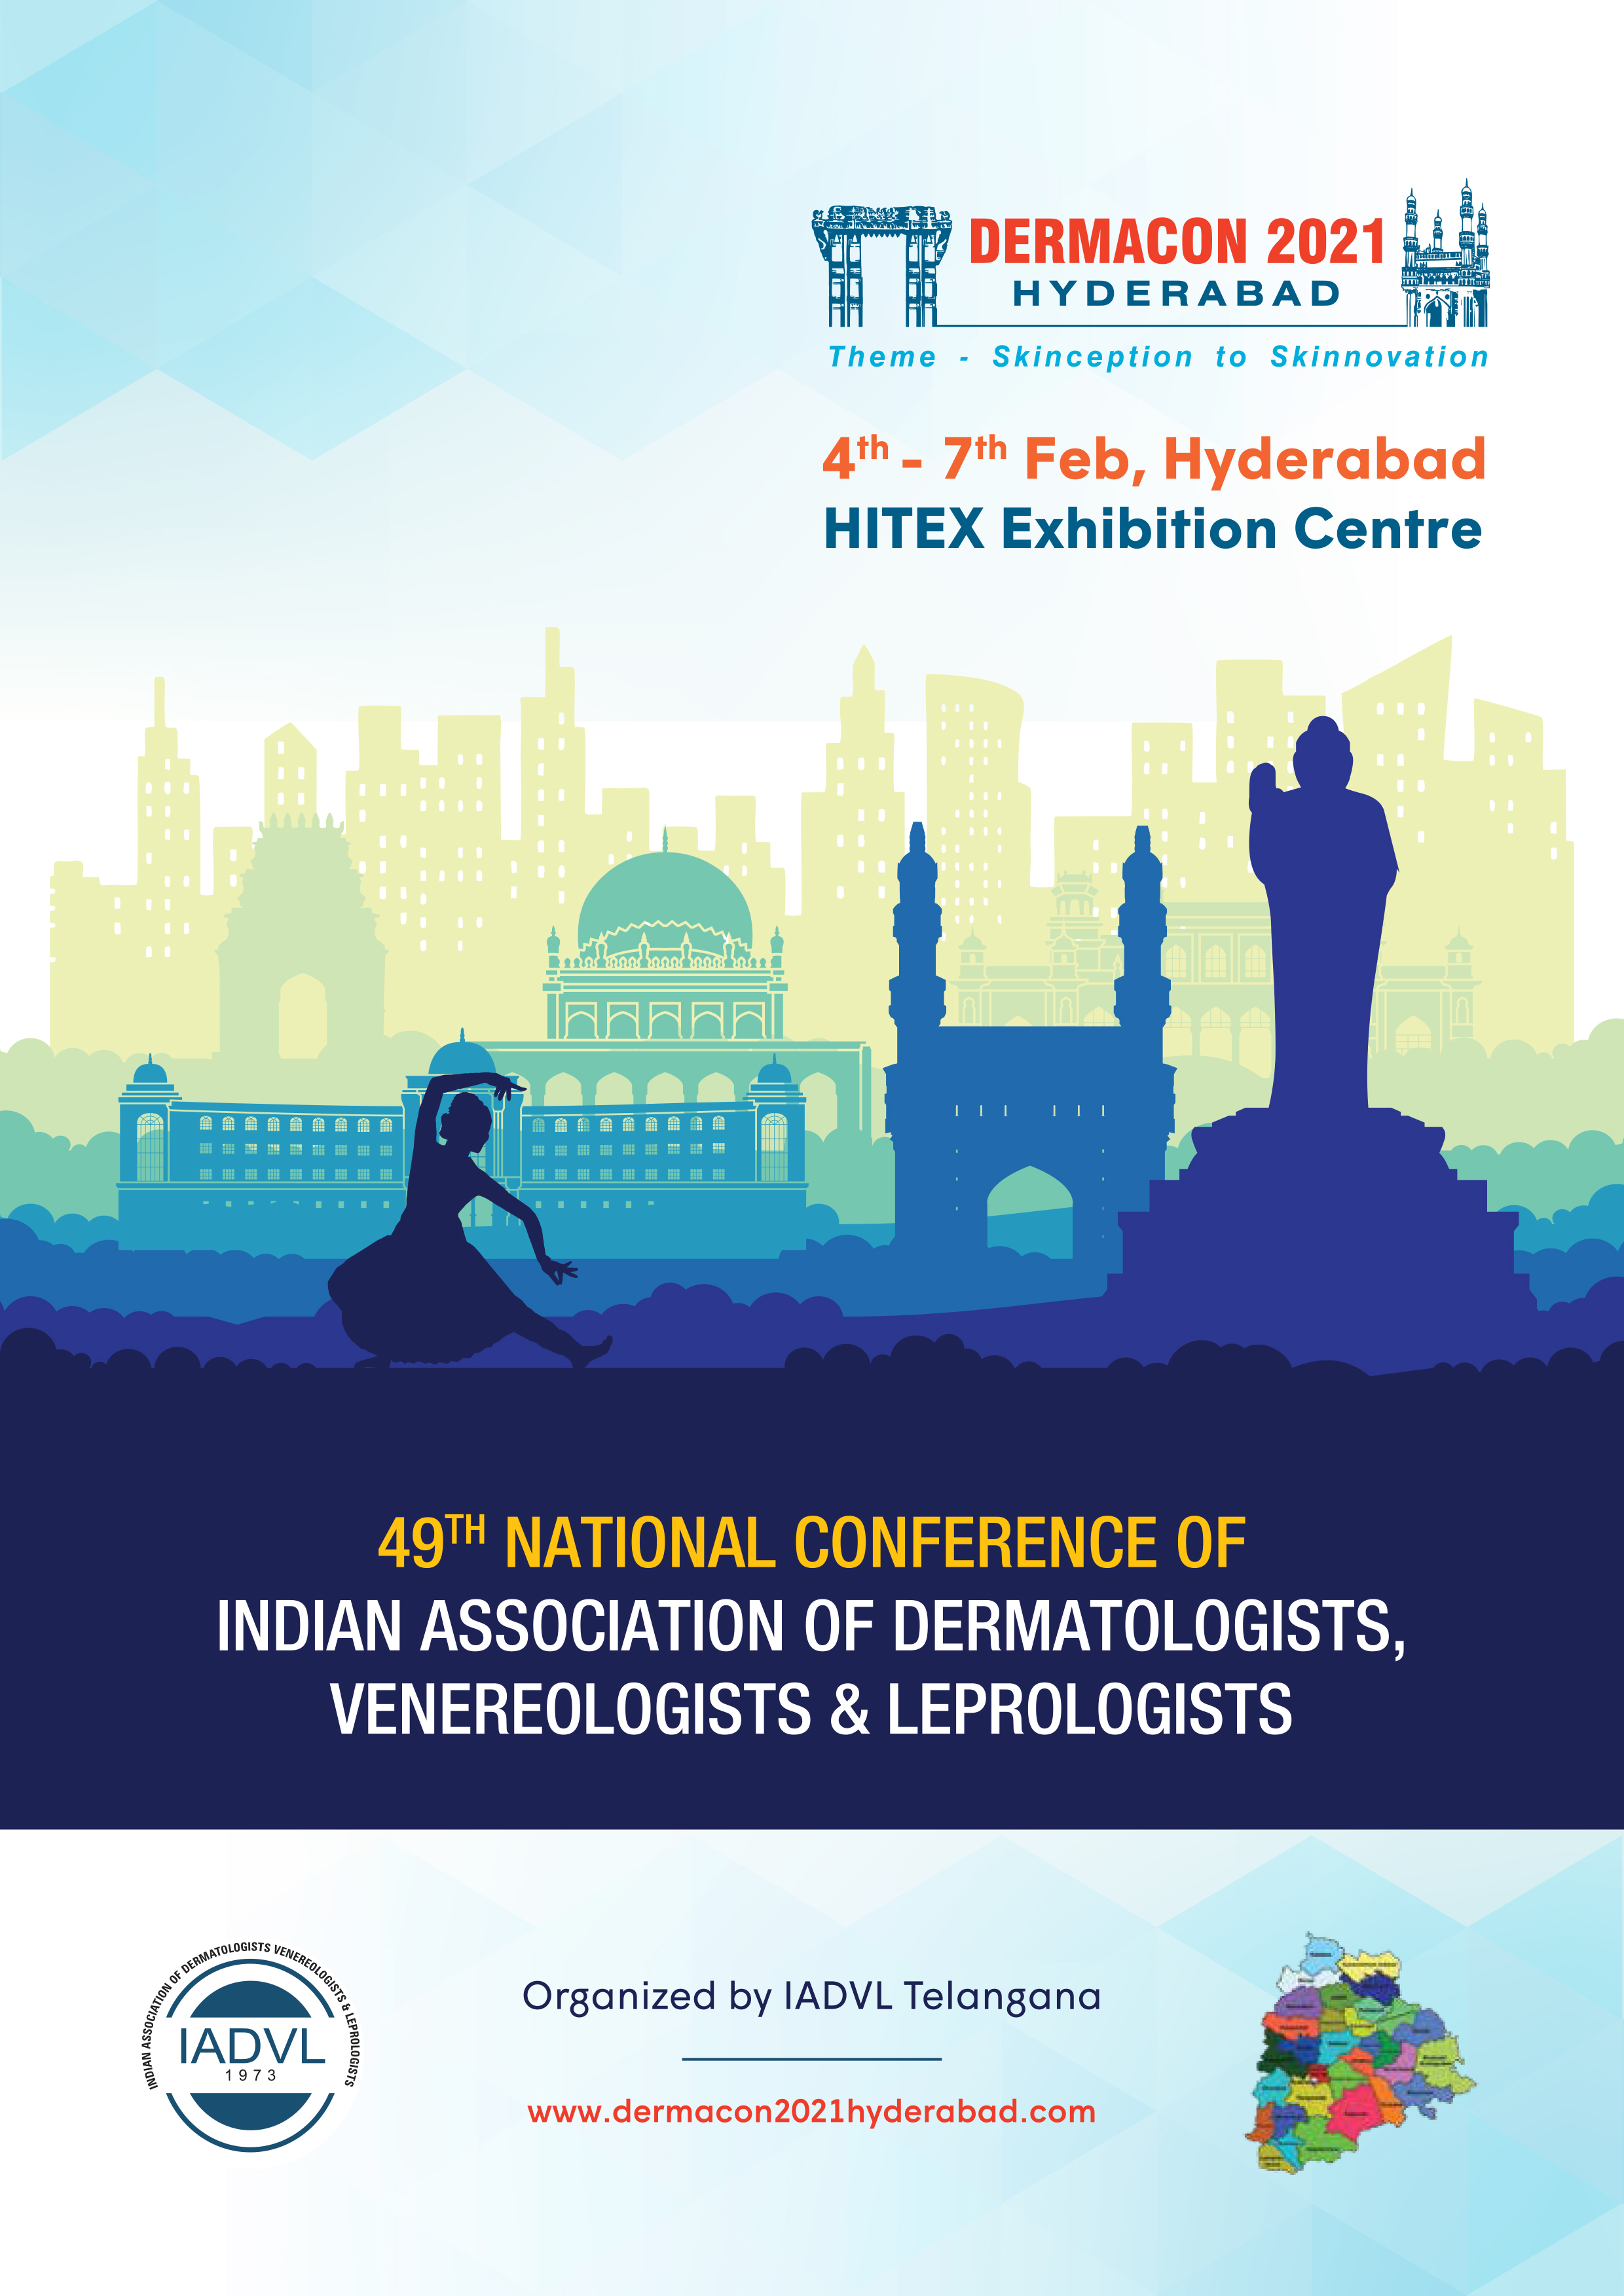 DERMACON 2021
HYDERABAD
Theme - Skinception to Skinnovation
4th - 7th Feb, Hyderabad
HITEX Exhibition Centre
49TH NATIONAL CONFERENCE OF
INDIAN ASSOCIATION OF DERMATOLOGISTS,
VENEREOLOGISTS & LEPROLOGISTS
INDIAN ASSOCIATION OF DERMATOLOGISTS VENEREOLOGISTS & LEPROLOGISTS
IADVL
1973
Organized by IADVL Telangana
www.dermacon2021hyderabad.com